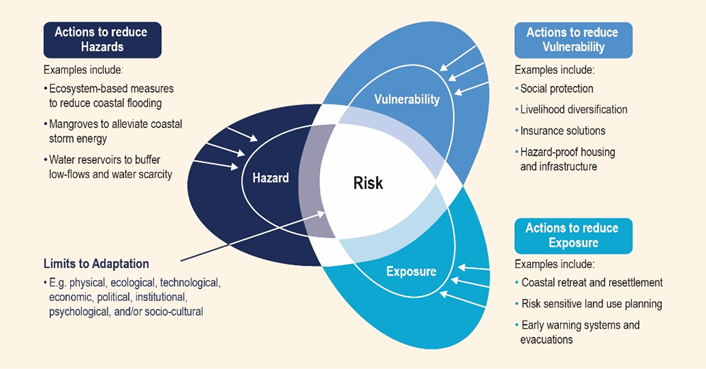 Actions to reduce
Hazards
Examples include:
• Ecosystem-based measures
to reduce coastal flooding
• Mangroves to alleviate coastal
storm energy
• Water reservoirs to buffer
low-flows and water scarcity
Limits to Adaptation
• E.g. physical, ecological, technological,
economic, political, institutional,
psychological, and/or socio-cultural
Vulnerability
Hazard
Risk
Exposure
Actions to reduce
Vulnerability
Examples include:
• Social protection
• Livelihood diversification
• Insurance solutions
• Hazard-proof housing
and infrastructure
Actions to reduce
Exposure
Examples include:
• Coastal retreat and resettlement
• Risk sensitive land use planning
• Early warning systems and
evacuations